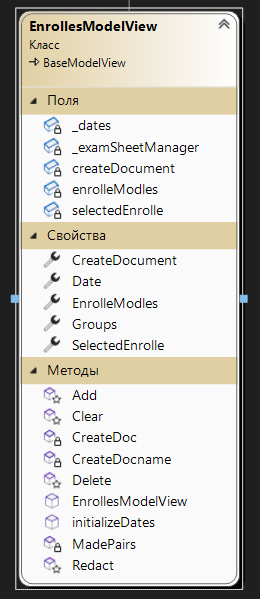 EnrollesModelView
Класс
BaseModelView
Поля
_dates
_examSheetManager
createDocument
enrolleModles
selectedEnrolle
Свойства
CreateDocument
Date
EnrolleModles
Groups
SelectedEnrolle
Методы
Add
Clear
CreateDoc
CreateDocname
Delete
EnrollesModelView
initializeDates
MadePairs
Redact